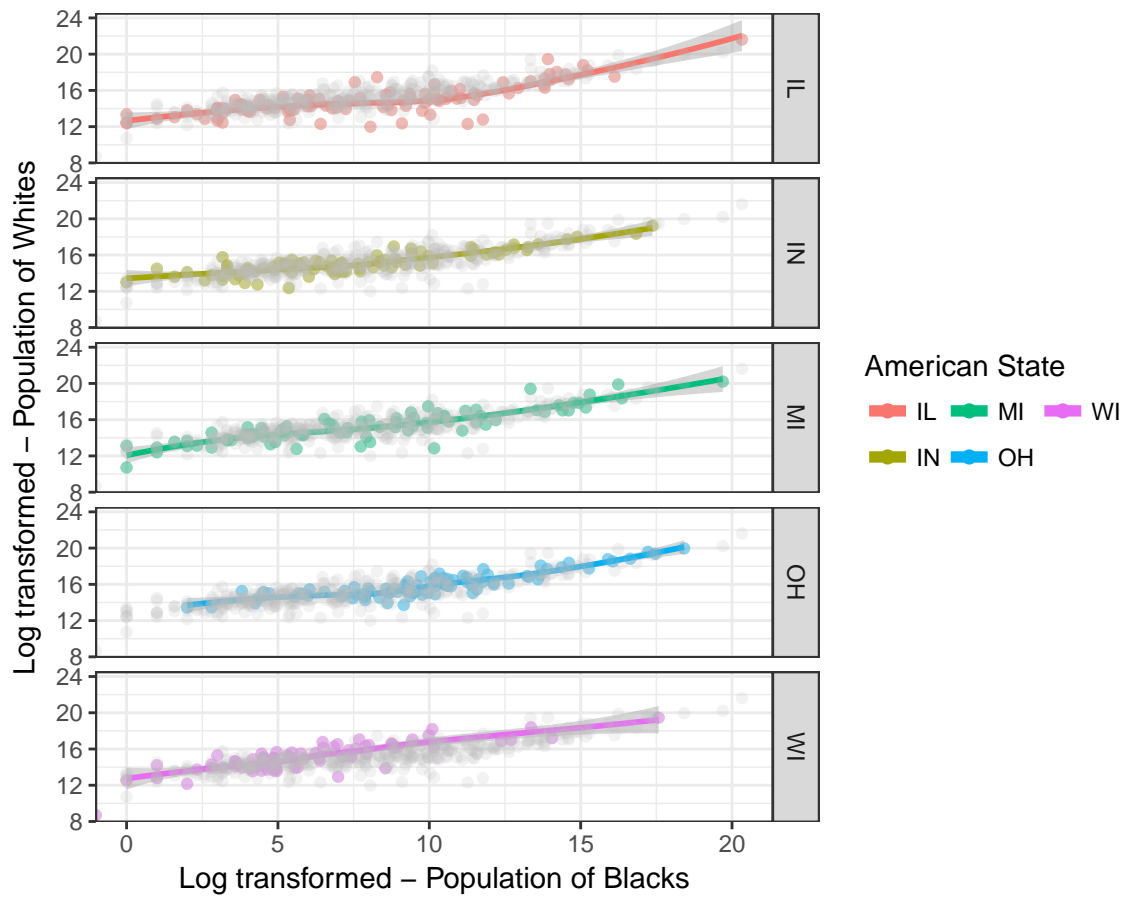 24
20
16
12
8
IL
24
20
16
12
8
IN
24
20
16
12
8
MI
24
20
16
12
8
OH
24
20
16
12
8
WI
0 5 10 15 20
Log transformed – Population of Blacks
Log transformed – Population of Whites
American State
IL MI WI
IN OH